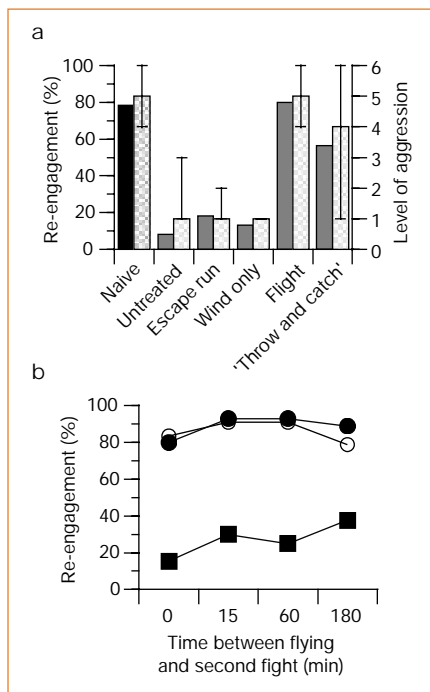 a
Re-engagement (%)
100
80
60
40
20
0
6
5
4
3
2
1
0
Level of aggression
Naive
Untreated
Escape run
Wind only
Flight
'Throw and catch'
b
Re-engagement (%)
100
80
60
40
20
0
0 15 60 180
Time between flying
and second fight (min)